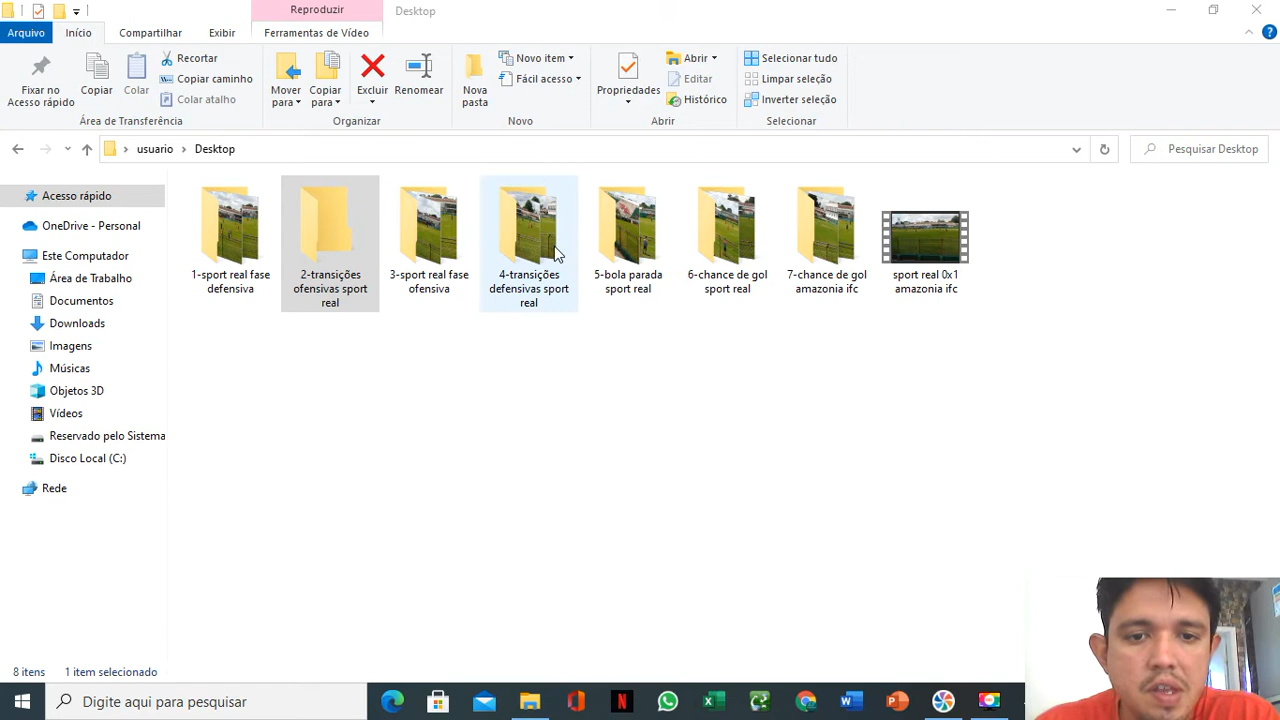 Reproduzir
Desktop
Arquivo
Início
Compartilhar
Exibir
Ferramentas de Vídeo
Fixar no
Acesso rápido
Copiar
Colar
Recortar
Copiar caminho
Colar atalho
Área de Transferência
Mover
para
Copiar
para
Excluir
Renomear
Organizar
Nova
pasta
Novo item
Fácil acesso
Novo
Propriedades
Abrir
Editar
Histórico
Abrir
Selecionar tudo
Limpar seleção
Inverter seleção
Selecionar
usuario
Desktop
Pesquisar Desktop
Acesso rápido
OneDrive - Personal
Este Computador
Área de Trabalho
Documentos
Downloads
Imagens
Músicas
Objetos 3D
Vídeos
Reservado pelo Sistema
Disco Local (C:)
Rede
1-sport real fase
defensiva
2-transições
ofensivas sport
real
3-sport real fase
ofensiva
4-transições
defensivas sport
real
5-bola parada
sport real
6-chance de gol
sport real
7-chance de gol
amazonia ifc
sport real 0x1
amazonia ifc
8 itens
1 item selecionado
Digite aqui para pesquisar